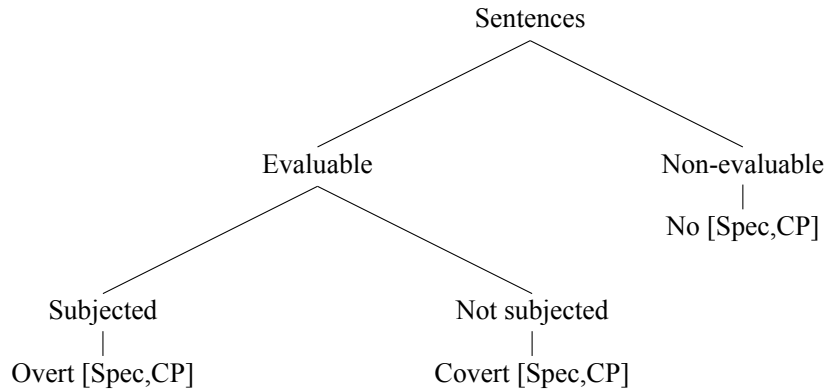 Sentences
Evaluable Non-evaluable
No [Spec,CP]
Subjected Not subjected
Overt [Spec,CP] Covert [Spec,CP]